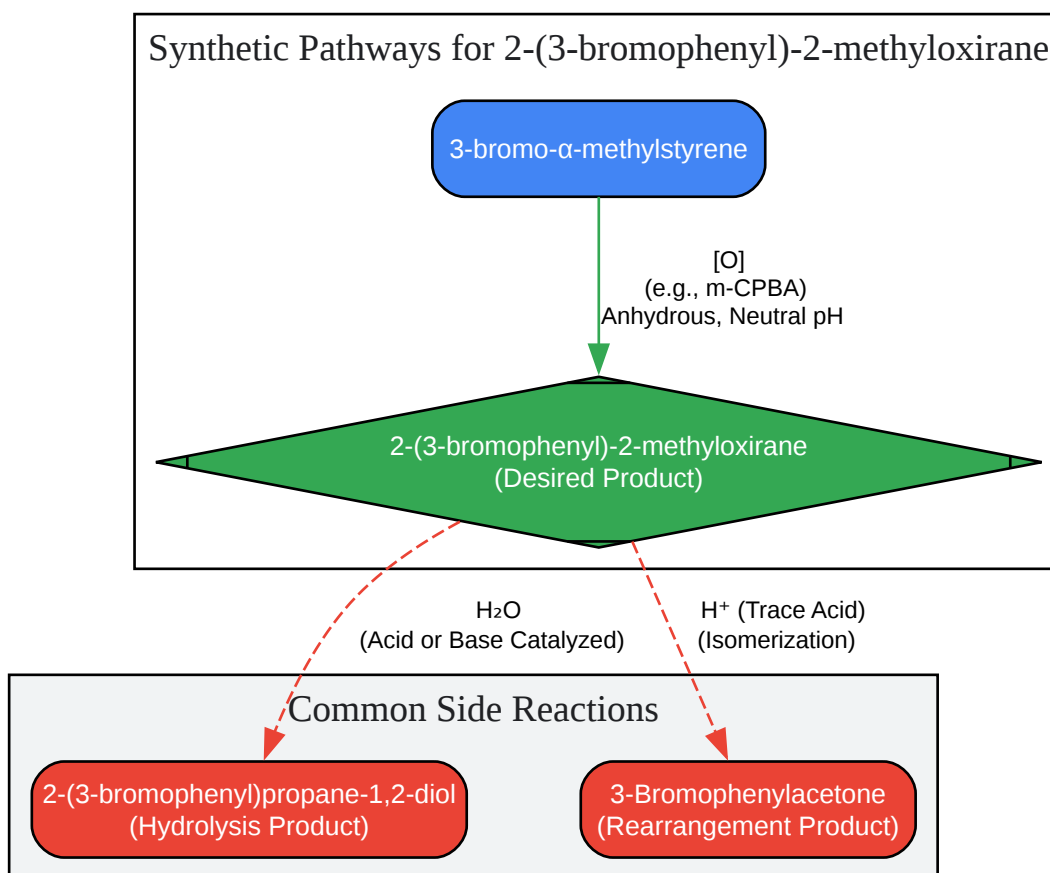 Synthetic Pathways for 2-(3-bromophenyl)-2-methyloxirane
3-bromo-α-methylstyrene
[O]
(e.g., m-CPBA)
Anhydrous, Neutral pH
2-(3-bromophenyl)-2-methyloxirane
(Desired Product)
H₂O
(Acid or Base Catalyzed)
H⁺ (Trace Acid)
(Isomerization)
Common Side Reactions
2-(3-bromophenyl)propane-1,2-diol
(Hydrolysis Product)
3-Bromophenylacetone
(Rearrangement Product)